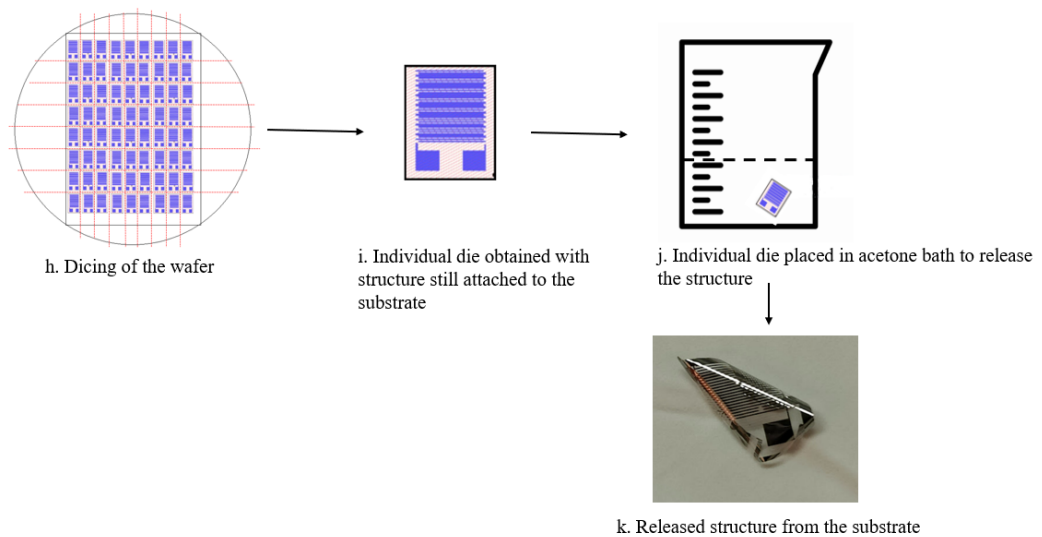 h. Dicing of the wafer
i. Individual die obtained with
structure still attached to the
substrate
j. Individual die placed in acetone bath to release
the structure
k. Released structure from the substrate